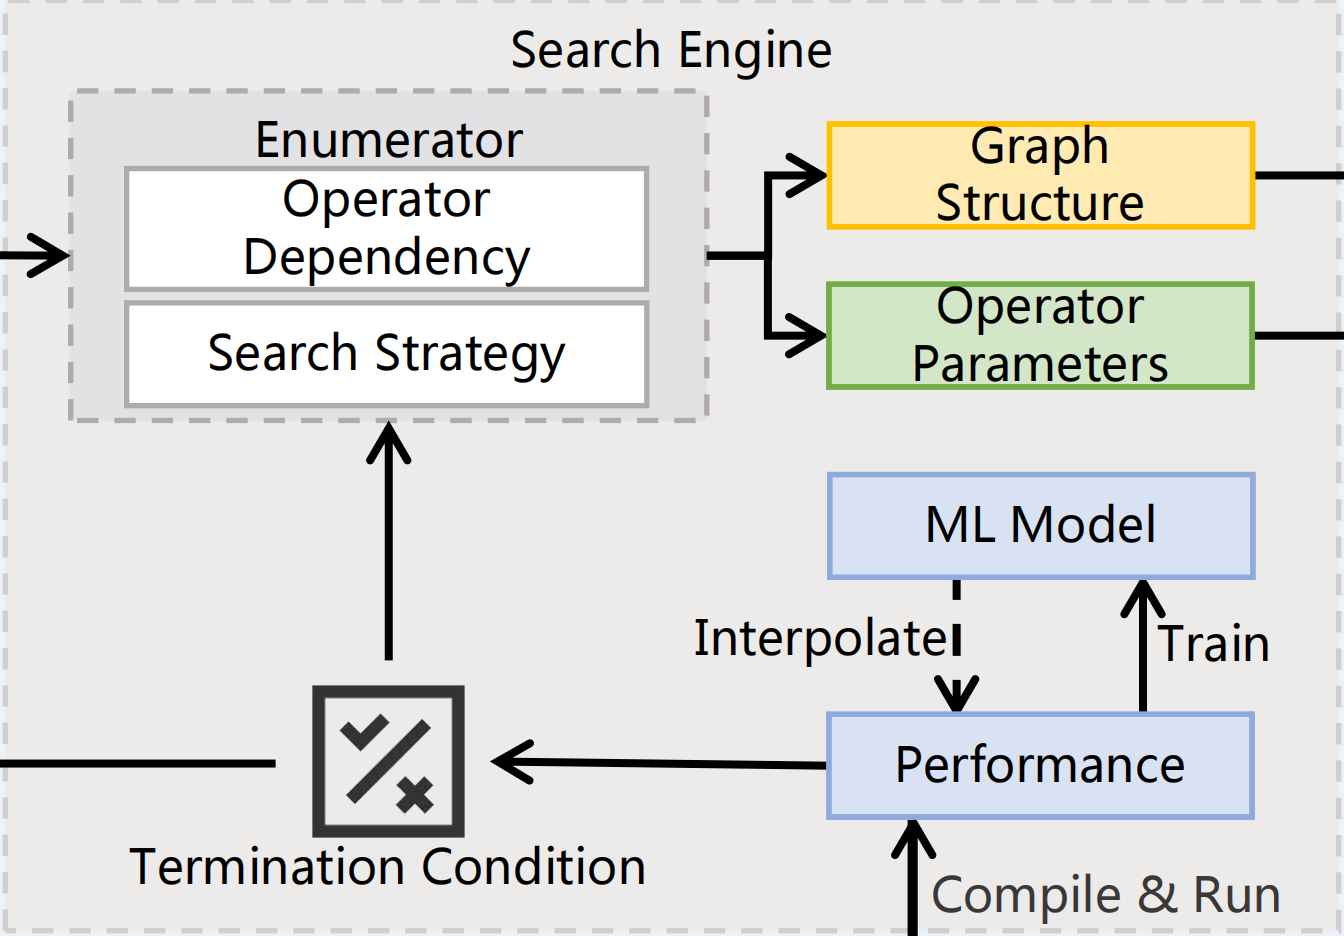 Search Engine
Enumerator
Operator
Dependency
Search Strategy
Graph
Structure
Operator
Parameters
ML Model
Interpolate
Train
Performance
Termination Condition
Compile & Run